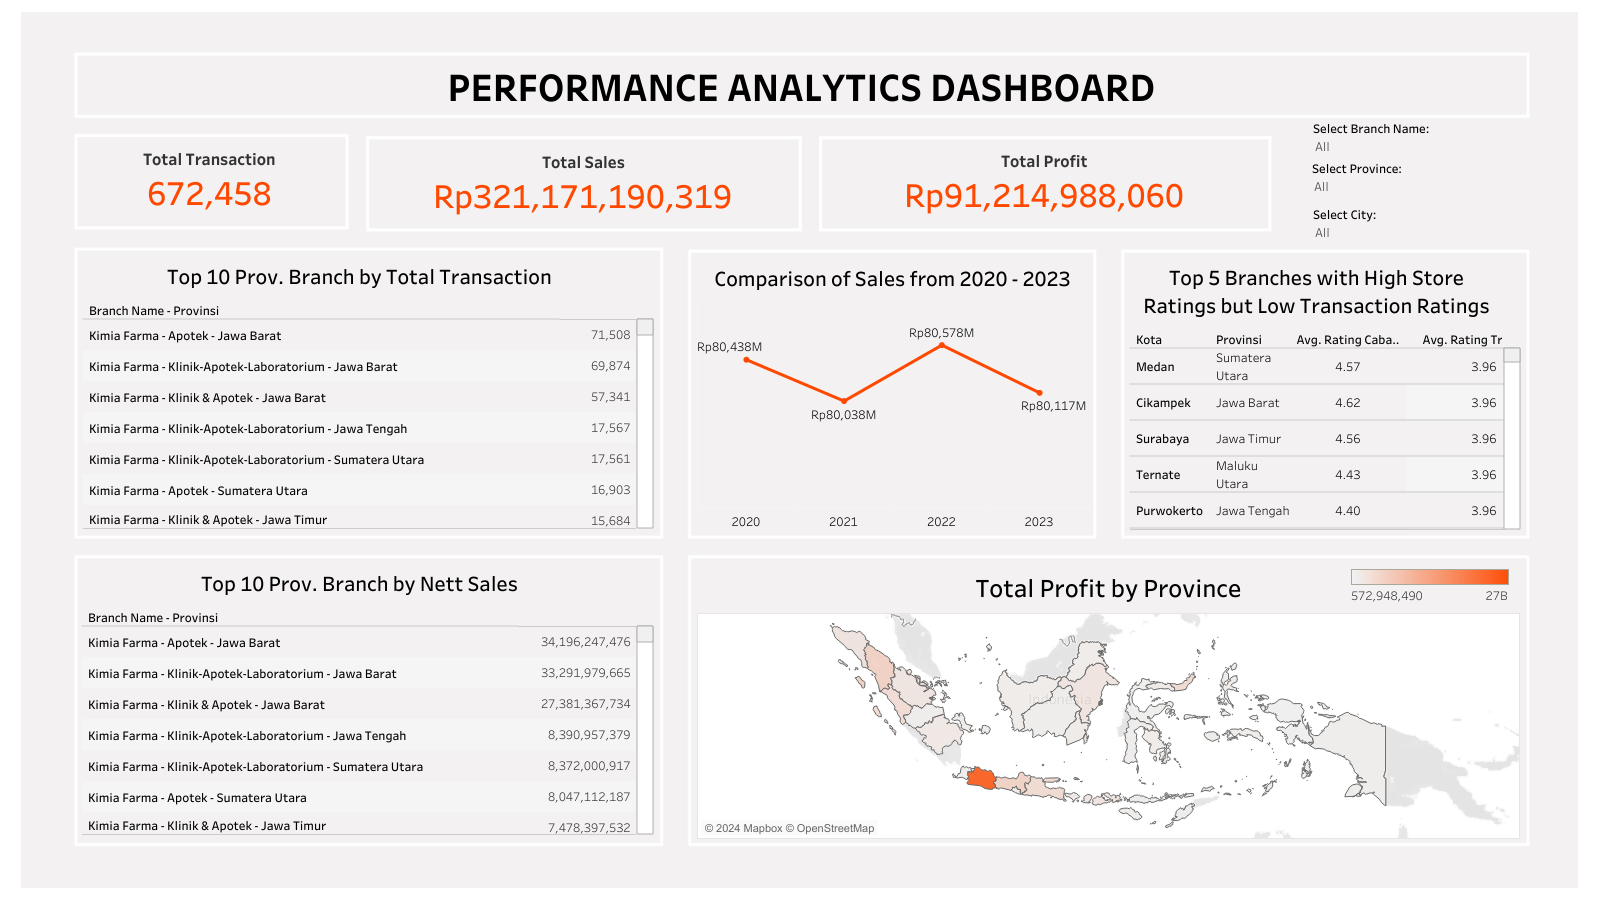 PERFORMANCE ANALYTICS DASHBOARD
Total Transaction
672,458
Total Sales
Rp321,171,190,319
Total Profit
Rp91,214,988,060
Select Branch Name:
All
Select Province:
All
Select City:
All
Top 10 Prov. Branch by Total Transaction
Branch Name - Provinsi
Kimia Farma - Apotek - Jawa Barat 71,508
Kimia Farma - Klinik-Apotek-Laboratorium - Jawa Barat 69,874
Kimia Farma - Klinik & Apotek - Jawa Barat 57,341
Kimia Farma - Klinik-Apotek-Laboratorium - Jawa Tengah 17,567
Kimia Farma - Klinik-Apotek-Laboratorium - Sumatera Utara 17,561
Kimia Farma - Apotek - Sumatera Utara 16,903
Kimia Farma - Klinik & Apotek - Jawa Timur 15,684
Comparison of Sales from 2020 - 2023
Rp80,578M
Rp80,438M
Rp80,117M
Rp80,038M
2020 2021 2022 2023
Top 5 Branches with High Store
Ratings but Low Transaction Ratings
Kota Provinsi Avg. Rating Caba.. Avg. Rating Tr
Medan Sumatera Utara 4.57 3.96
Cikampek Jawa Barat 4.62 3.96
Surabaya Jawa Timur 4.56 3.96
Ternate Maluku Utara 4.43 3.96
Purwokerto Jawa Tengah 4.40 3.96
Top 10 Prov. Branch by Nett Sales
Branch Name - Provinsi
Kimia Farma - Apotek - Jawa Barat 34,196,247,476
Kimia Farma - Klinik-Apotek-Laboratorium - Jawa Barat 33,291,979,665
Kimia Farma - Klinik & Apotek - Jawa Barat 27,381,367,734
Kimia Farma - Klinik-Apotek-Laboratorium - Jawa Tengah 8,390,957,379
Kimia Farma - Klinik-Apotek-Laboratorium - Sumatera Utara 8,372,000,917
Kimia Farma - Apotek - Sumatera Utara 8,047,112,187
Kimia Farma - Klinik & Apotek - Jawa Timur 7,478,397,532
Total Profit by Province
572,948,490 27B
Indonesia
© 2024 Mapbox © OpenStreetMap